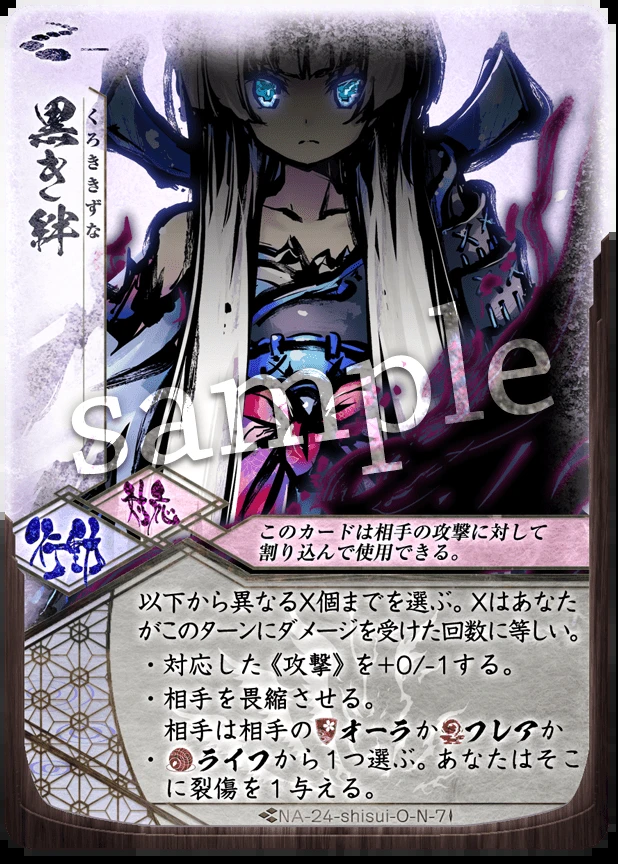 黒き絆
くろききずな
sample
行動
対応
このカードは相手の攻撃に対して
割り込んで使用できる。
以下から異なるX個までを選ぶ。Xはあなた
がこのターンにダメージを受けた回数に等しい。
・対応した《攻撃》を+0/-1する。
・相手を畏縮させる。
相手は相手のオーラかフレアか
・ライフから1つ選ぶ。あなたはそこ
に裂傷を1与える。
NA-24-shisui-O-N-7